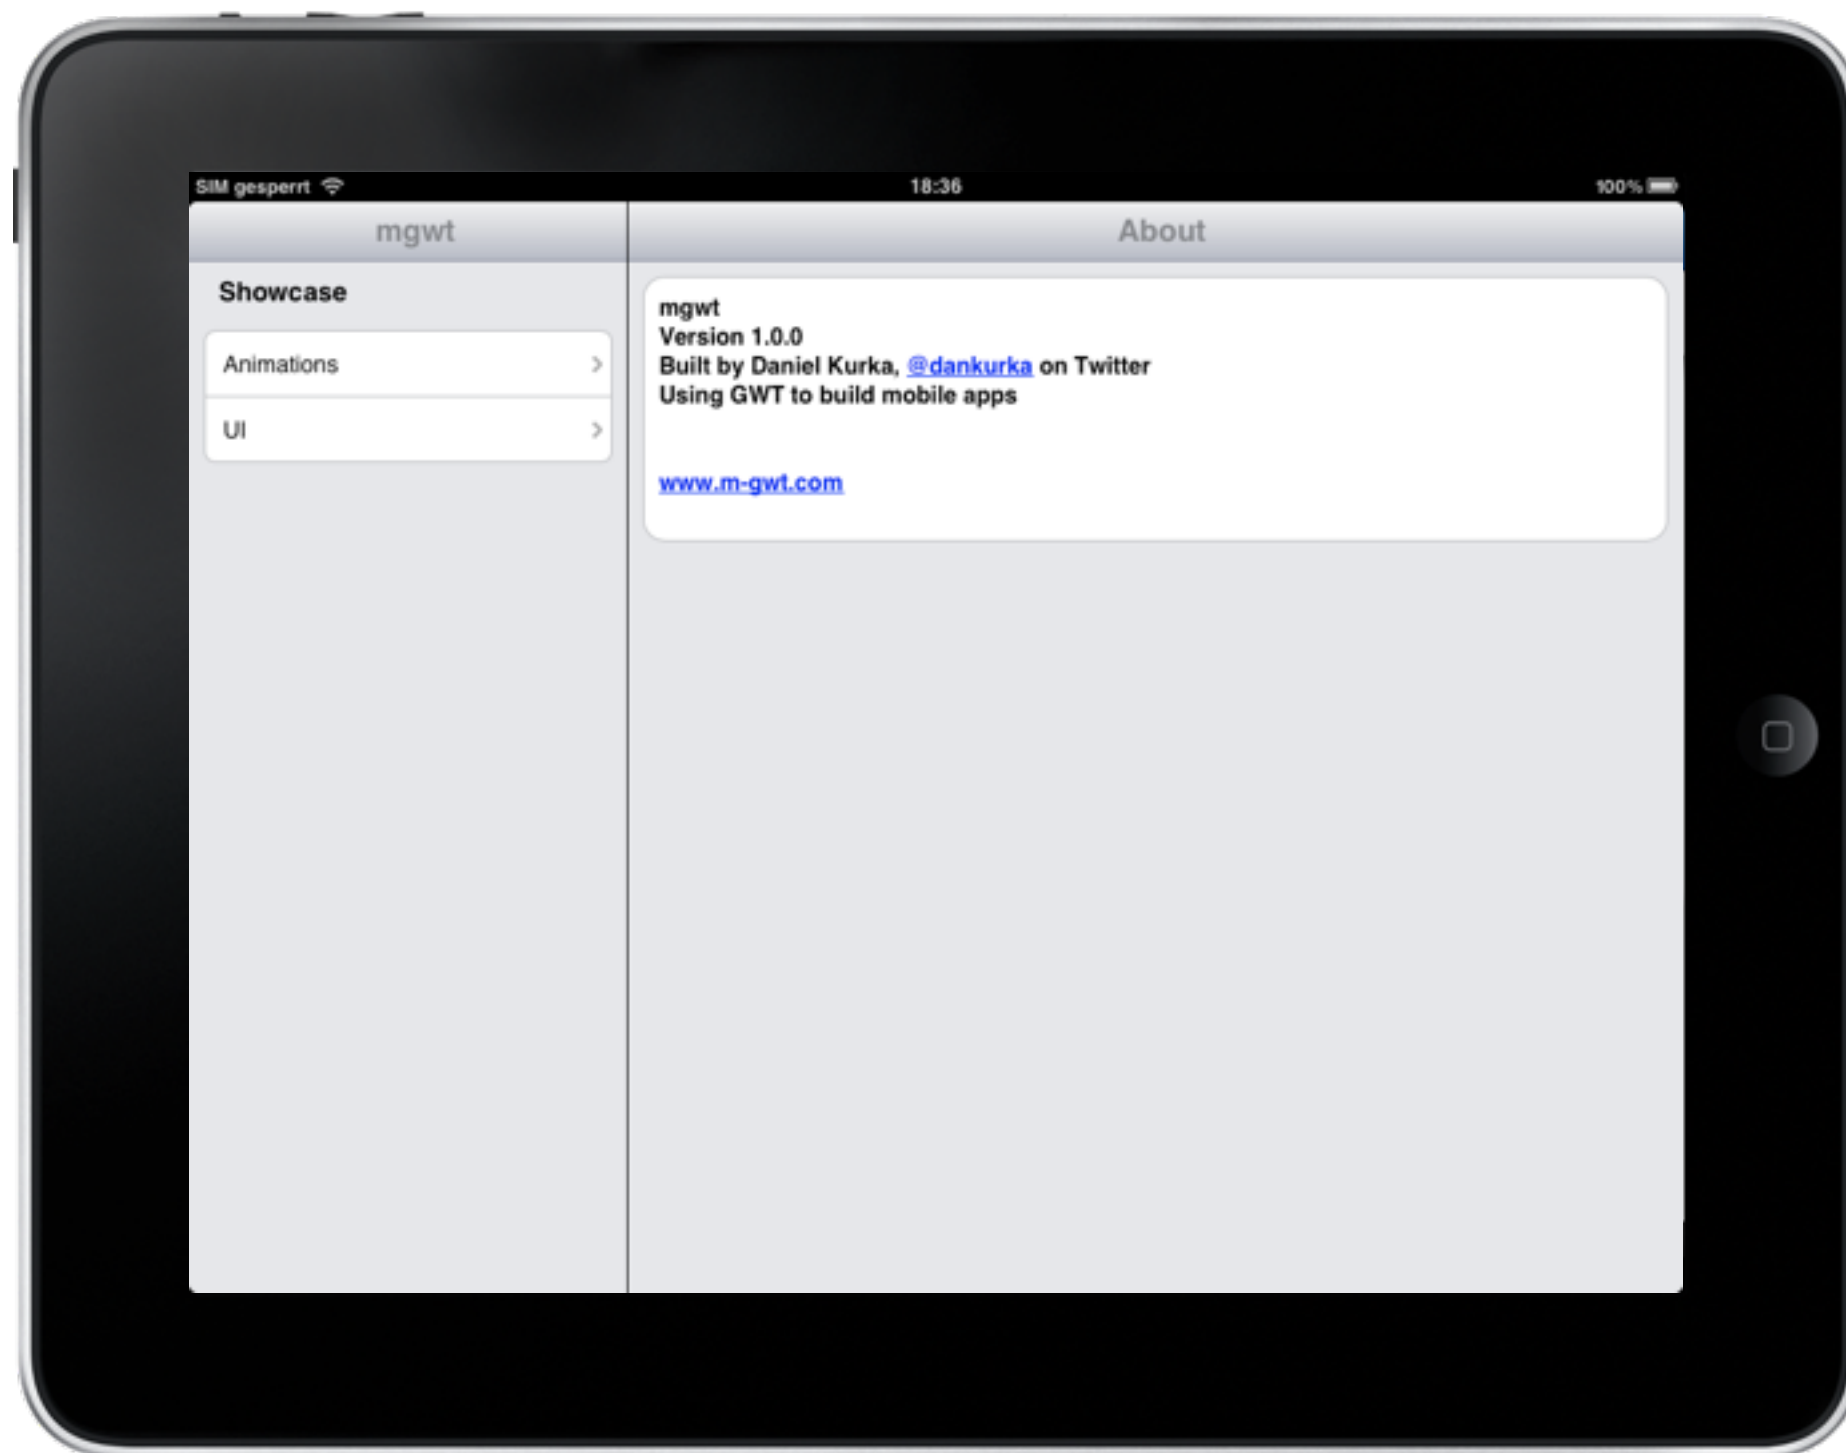 SIM gesperrt 18:36 100%
mgwt
About
Showcase
Animations
UI
mgwt
Version 1.0.0
Built by Daniel Kurka, @dankurka on Twitter
Using GWT to build mobile apps
www.m-gwt.com